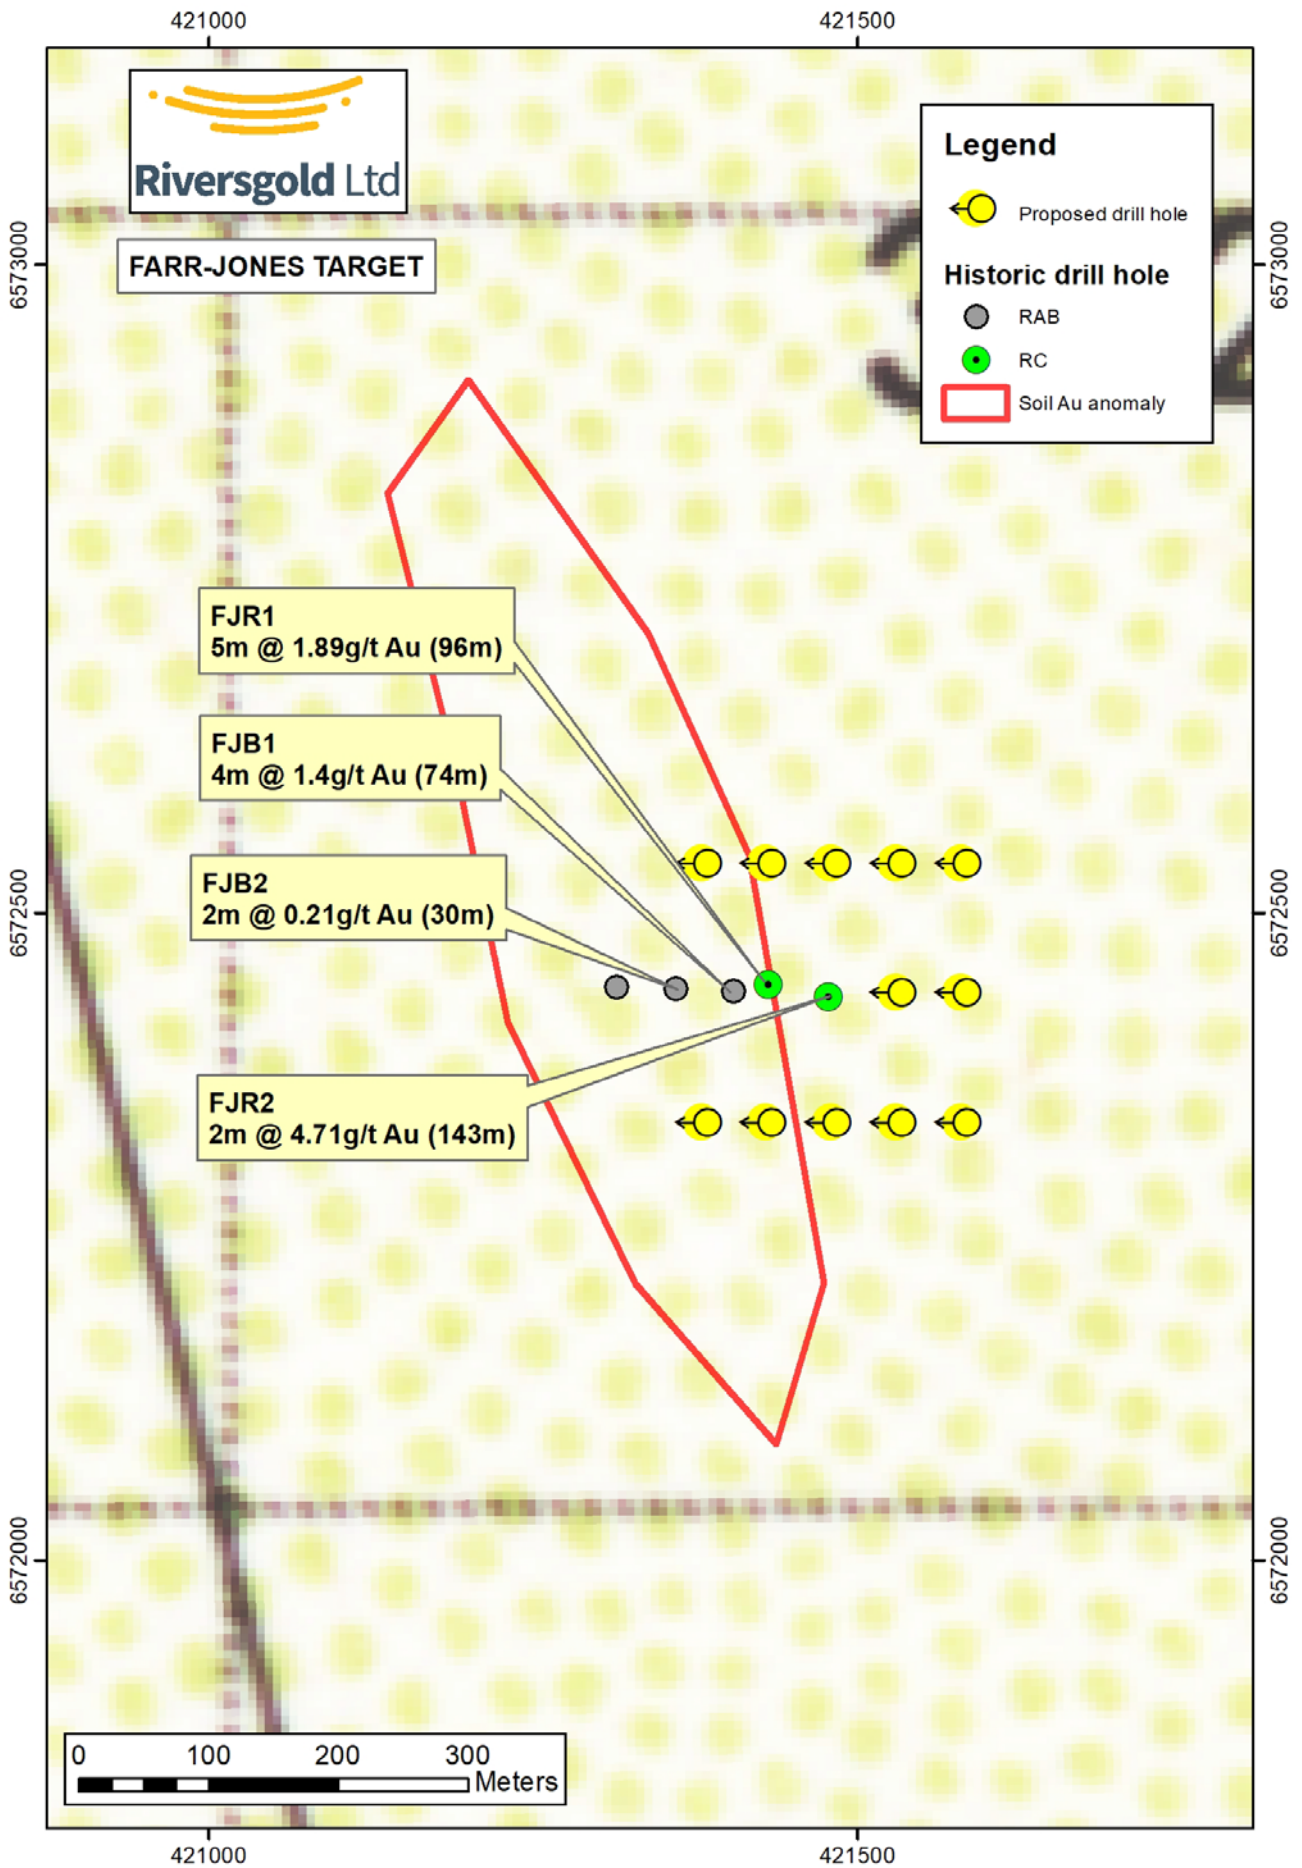 421000
421500
Riversgold Ltd
FARR-JONES TARGET
Legend
Proposed drill hole
Historic drill hole
RAB
RC
Soil Au anomaly
6573000
6573000
FJR1
5m @ 1.89g/t Au (96m)
FJB1
4m @ 1.4g/t Au (74m)
FJB2
2m @ 0.21g/t Au (30m)
6572500
6572500
FJR2
2m @ 4.71g/t Au (143m)
6572000
6572000
0 100 200 300
Meters
421000
421500